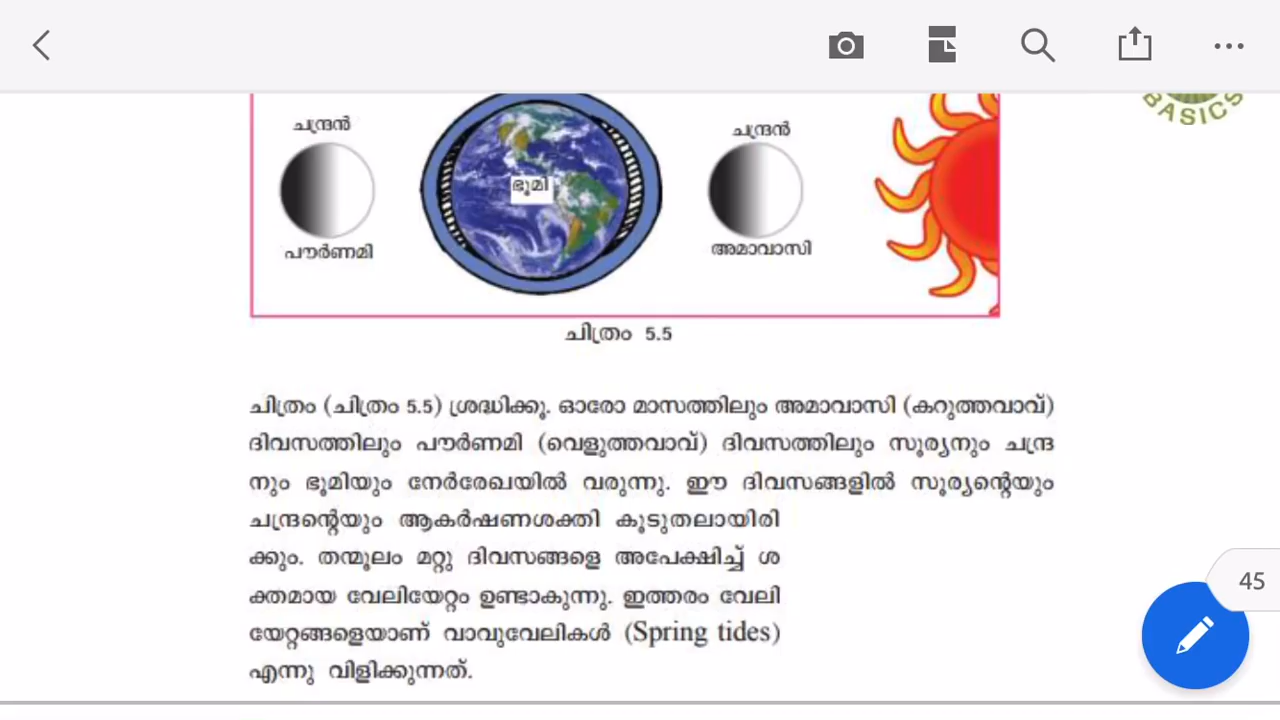 BASICS
ചന്ദ്രൻ
ചന്ദ്രൻ
ഭൂമി
പൗർണമി
അമാവാസി
ചിത്രം 5.5
ചിത്രം (ചിത്രം 5.5) ശ്രദ്ധിക്കൂ. ഓരോ മാസത്തിലും അമാവാസി (കറുത്തവാവ്)
ദിവസത്തിലും പൗർണമി (വെളുത്തവാവ്) ദിവസത്തിലും സൂര്യനും ചന്ദ്ര
നും ഭൂമിയും നേർരേഖയിൽ വരുന്നു. ഈ ദിവസങ്ങളിൽ സൂര്യന്റെയും
ചന്ദ്രന്റെയും ആകർഷണശക്തി കൂടുതലായിരി
ക്കും. തന്മൂലം മറ്റു ദിവസങ്ങളെ അപേക്ഷിച്ച് ശ
ക്തമായ വേലിയേറ്റം ഉണ്ടാകുന്നു. ഇത്തരം വേലി
യേറ്റങ്ങളെയാണ് വാവുവേലികൾ (Spring tides)
എന്നു വിളിക്കുന്നത്.
45